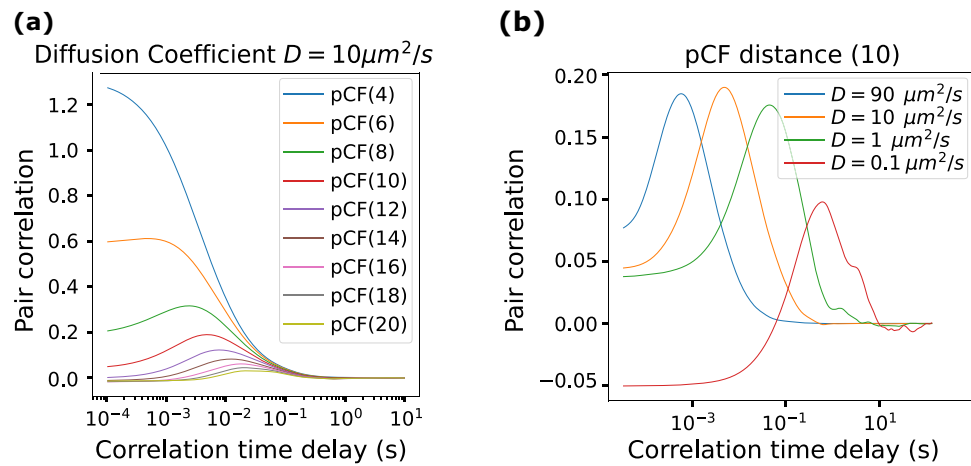 (a)
Diffusion Coefficient D = 10μm²/s
Pair correlation
1.2
1.0
0.8
0.6
0.4
0.2
0.0
pCF(4)
pCF(6)
pCF(8)
pCF(10)
pCF(12)
pCF(14)
pCF(16)
pCF(18)
pCF(20)
10⁻⁴ 10⁻³ 10⁻² 10⁻¹ 10⁰ 10¹
Correlation time delay (s)
(b)
pCF distance (10)
Pair correlation
0.20
0.15
0.10
0.05
0.00
−0.05
D = 90 μm²/s
D = 10 μm²/s
D = 1 μm²/s
D = 0.1 μm²/s
10⁻³ 10⁻¹ 10¹
Correlation time delay (s)